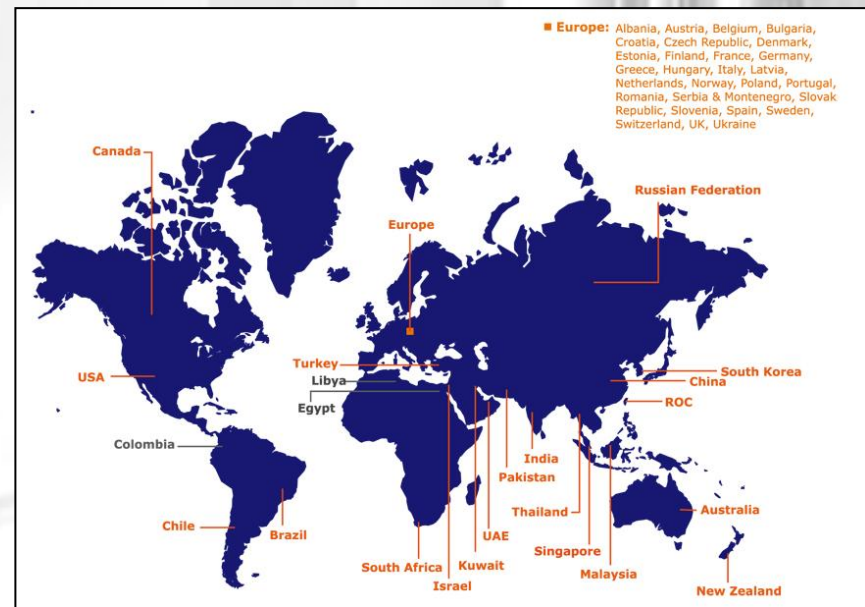 Europe: Albania, Austria, Belgium, Bulgaria,
Croatia, Czech Republic, Denmark,
Estonia, Finland, France, Germany,
Greece, Hungary, Italy, Latvia,
Netherlands, Norway, Poland, Portugal,
Romania, Serbia & Montenegro, Slovak
Republic, Slovenia, Spain, Sweden,
Switzerland, UK, Ukraine
Canada
Russian Federation
Europe
Turkey
South Korea
USA
Libya
China
Egypt
ROC
Colombia
India
Pakistan
Thailand
Australia
Chile
Brazil
UAE
Singapore
South Africa
Kuwait
Malaysia
Israel
New Zealand